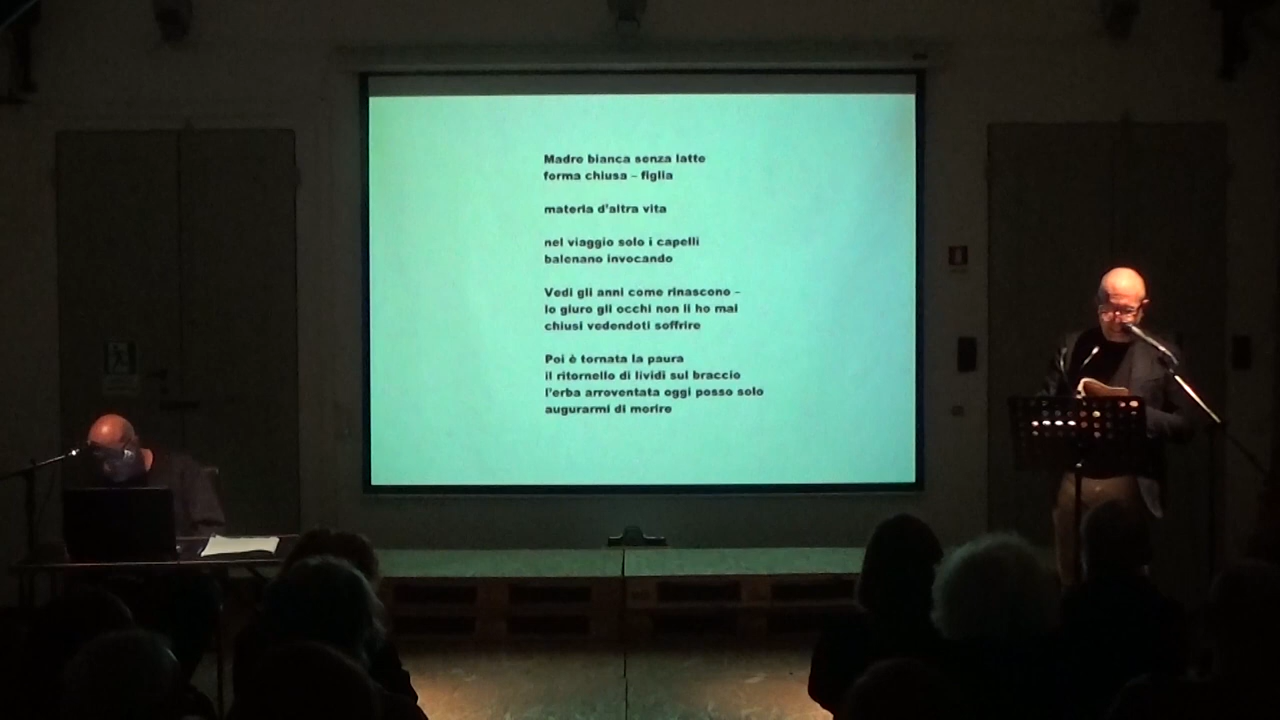 Madre bianca senza latte
forma chiusa – figlia
materia d'altra vita
nel viaggio solo i capelli
balenano invocando
Vedi gli anni come rinascono –
lo giuro gli occhi non li ho mai
chiusi vedendoti soffrire
Poi è tornata la paura
il ritornello di lividi sul braccio
l'erba arroventata oggi posso solo
augurarmi di morire